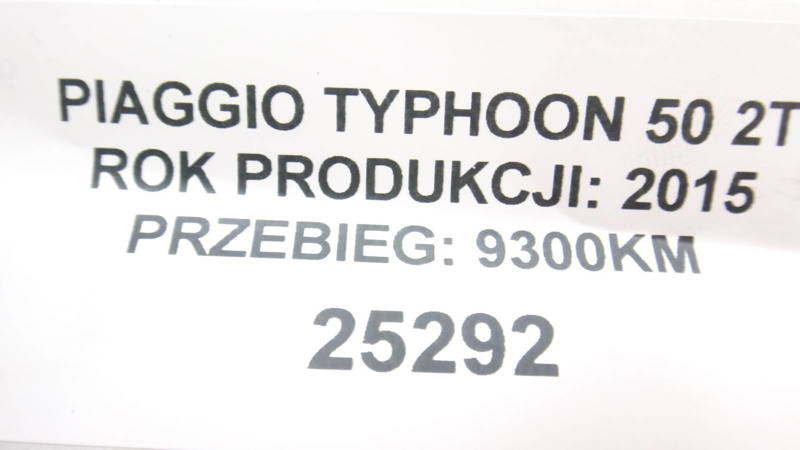 PIAGGIO TYPHOON 50 2T
ROK PRODUKCJI: 2015
PRZEBIEG: 9300KM
25292